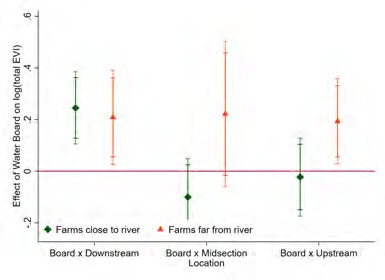 Effect of Water Board on log(total EVI)
.6
.4
.2
0
-.2
Farms close to river
Farms far from river
Board x Downstream
Board x Midsection
Board x Upstream
Location